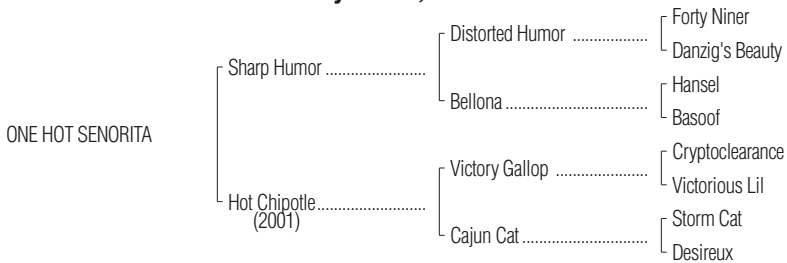 Forty Niner
Distorted Humor ..................
Danzig's Beauty
Sharp Humor ........................
Hansel
Bellona ..................................
Basoof
ONE HOT SENORITA
Cryptoclearance
Victory Gallop ......................
Victorious Lil
Hot Chipotle..........................
(2001)
Storm Cat
Cajun Cat ..............................
Desireux